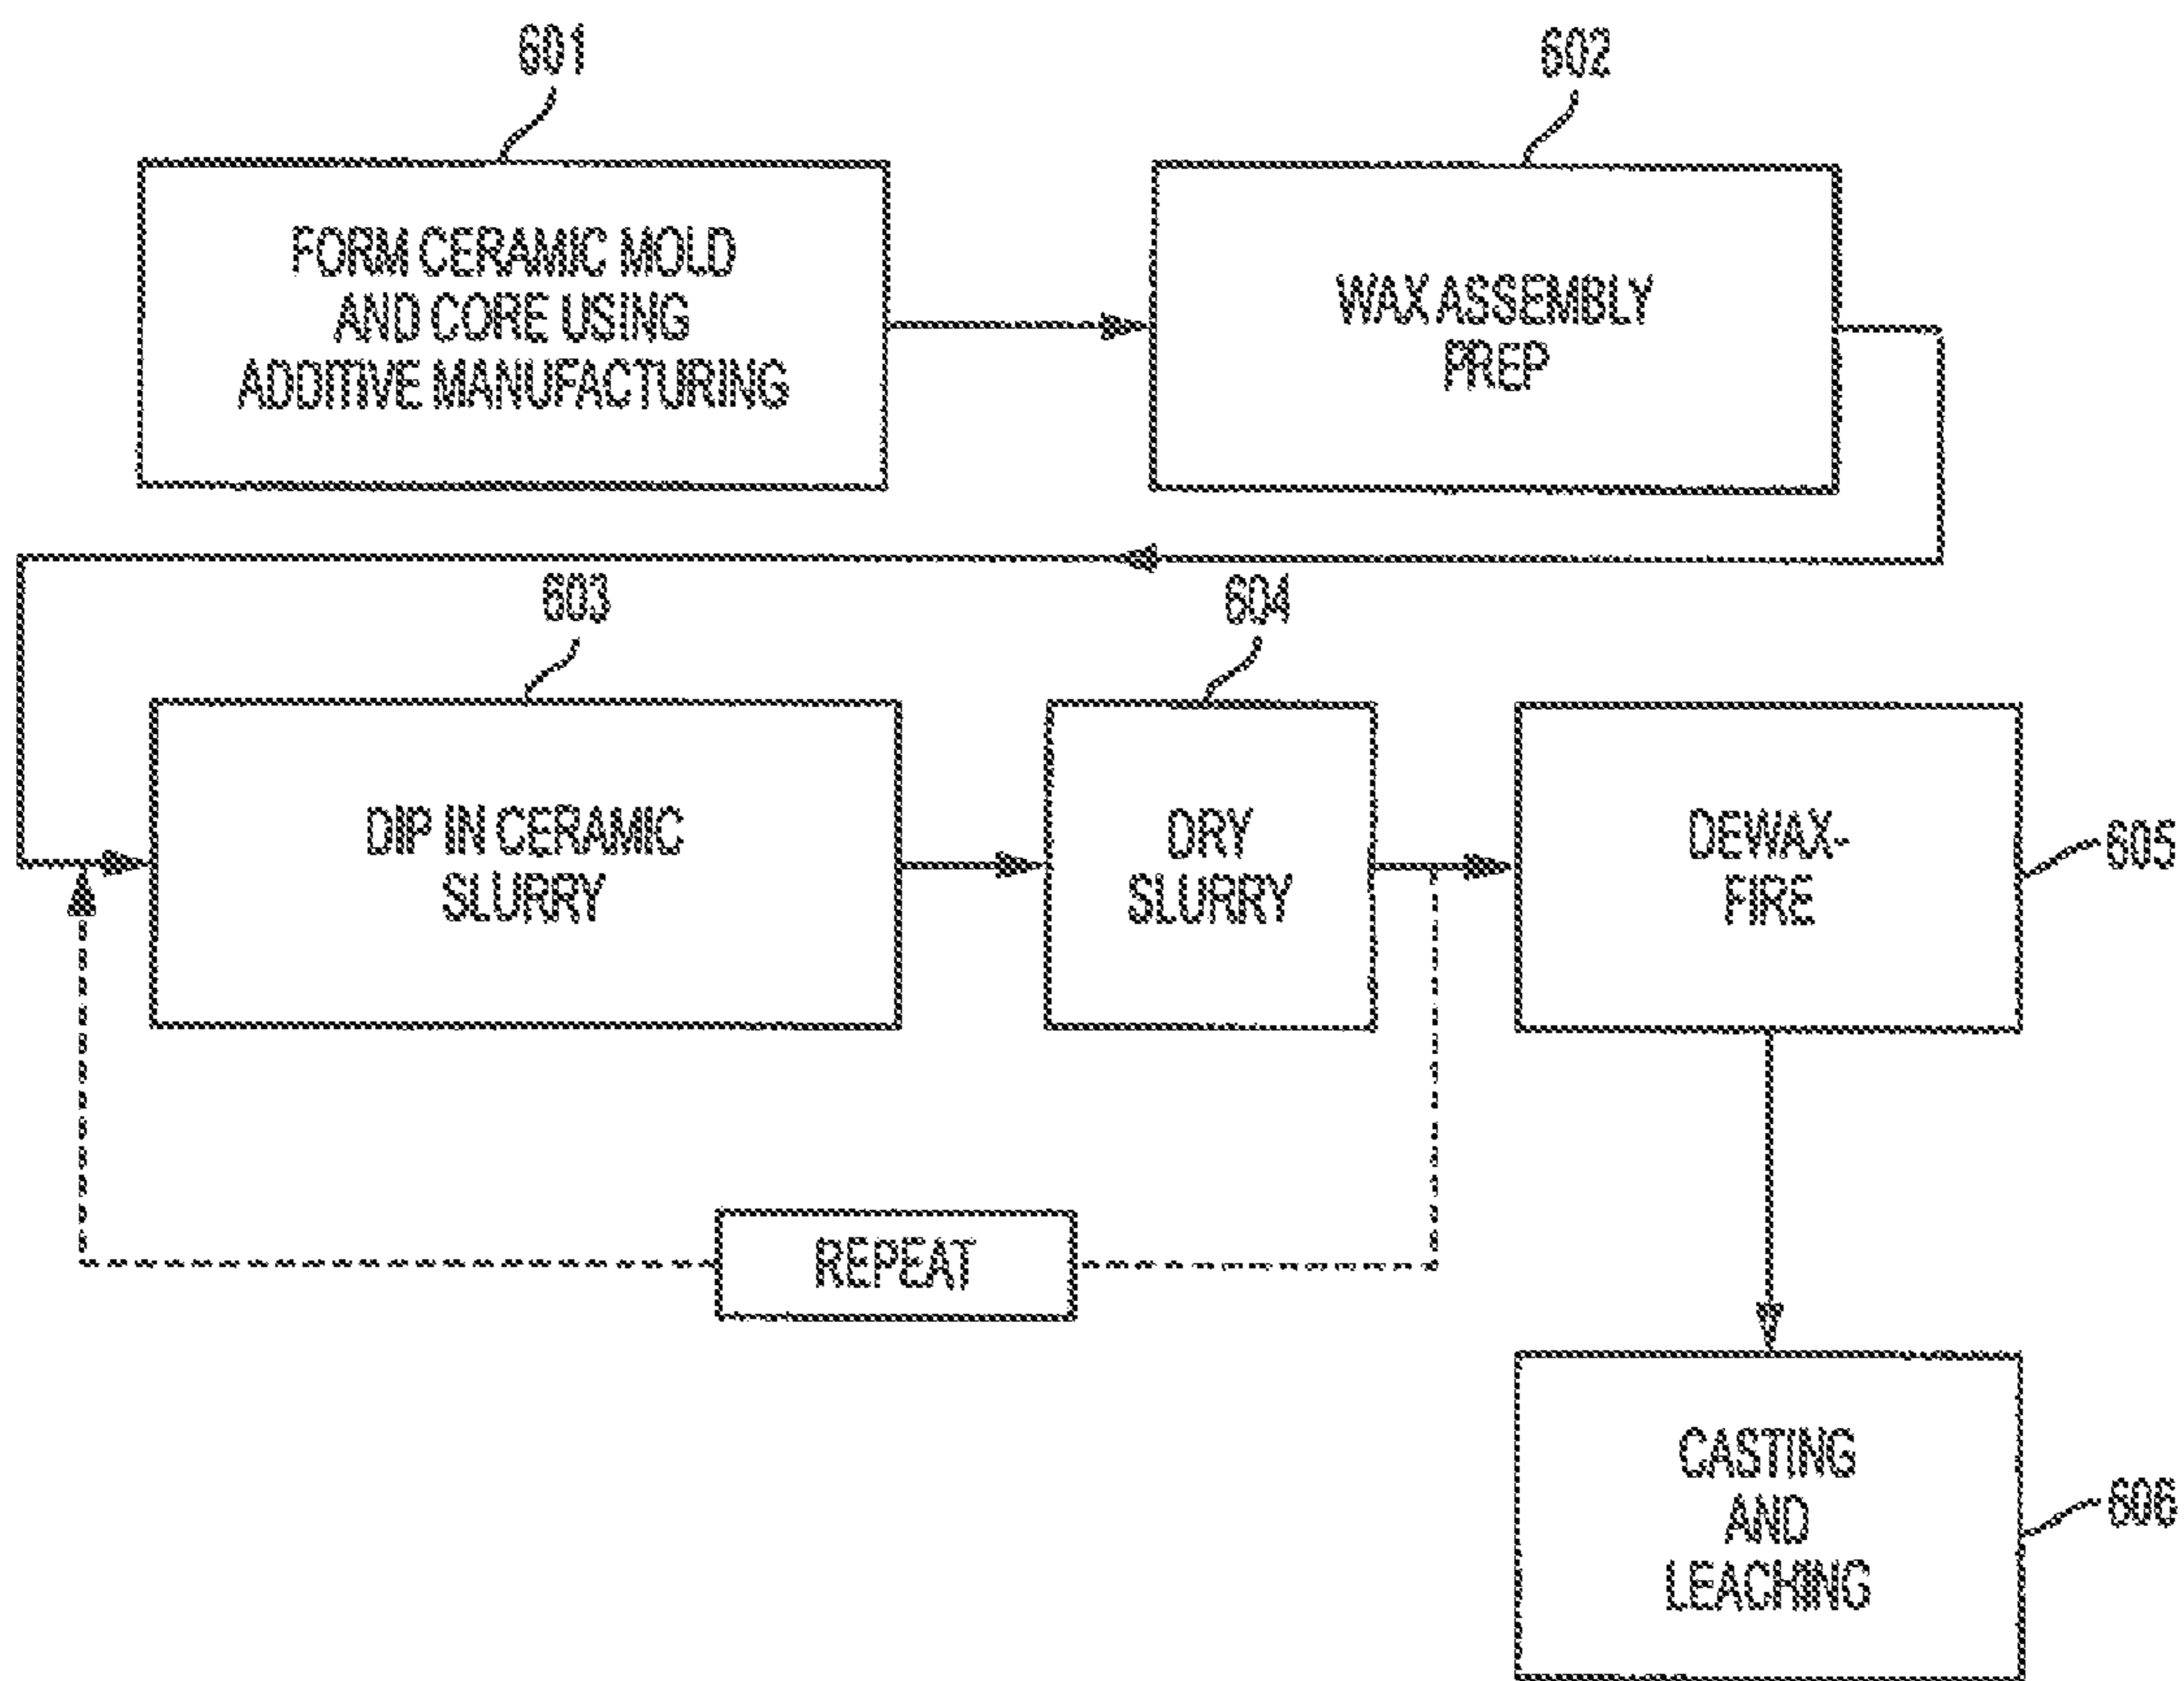 601
602
FORM CERAMIC MOLD
AND CORE USING
ADDITIVE MANUFACTURING
WAX ASSEMBLY
PREP
603
604
DIP IN CERAMIC
SLURRY
DRY
SLURRY
DEWAX-
FIRE
605
REPEAT
CASTING
AND
LEACHING
606